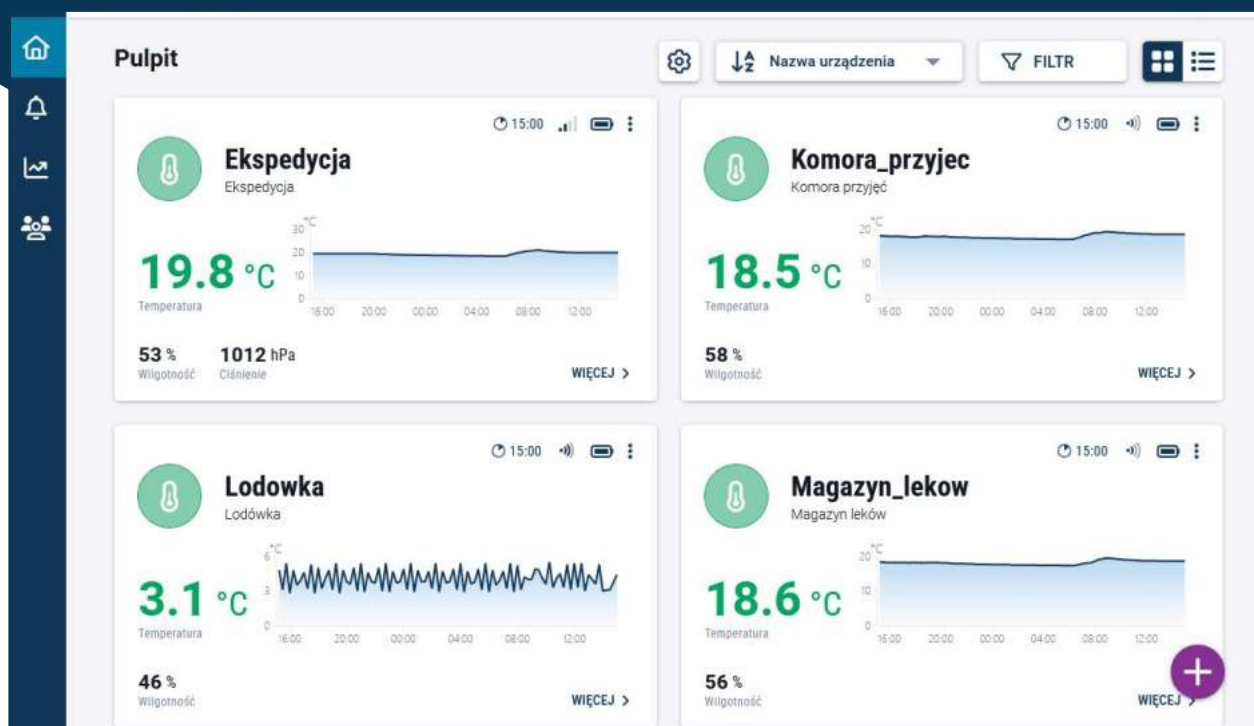 Pulpit
Nazwa urządzenia
FILTR
15:00
Ekspedycja
Ekspedycja
°C
30
20
10
0
16:00 20:00 00:00 04:00 08:00 12:00
19.8 °C
Temperatura
53 %
Wilgotność
1012 hPa
Ciśnienie
WIĘCEJ >
15:00
Komora_przyjec
Komora przyjęć
°C
20
10
0
16:00 20:00 00:00 04:00 08:00 12:00
18.5 °C
Temperatura
58 %
Wilgotność
WIĘCEJ >
15:00
Lodowka
Lodówka
°C
6
3
0
16:00 20:00 00:00 04:00 08:00 12:00
3.1 °C
Temperatura
46 %
Wilgotność
WIĘCEJ >
15:00
Magazyn_lekow
Magazyn leków
°C
20
10
0
16:00 20:00 00:00 04:00 08:00 12:00
18.6 °C
Temperatura
56 %
Wilgotność
WIĘCEJ >